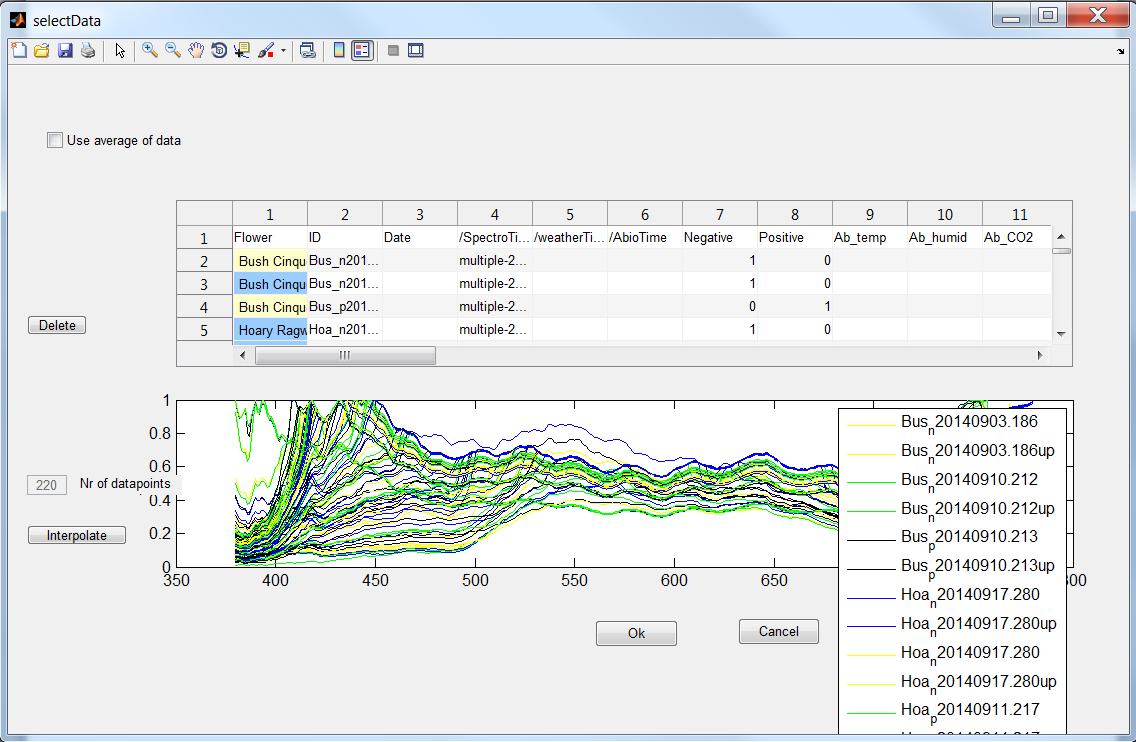 selectData
Use average of data
1 2 3 4 5 6 7 8 9 10 11
1 Flower ID Date /SpectroTi... /weatherTi... /AbioTime Negative Positive Ab_temp Ab_humid Ab_CO2
2 Bush Cinqu Bus_n201... multiple-2... 1 0
3 Bush Cinqu Bus_n201... multiple-2... 1 0
4 Bush Cinqu Bus_p201... multiple-2... 0 1
5 Hoary Ragw Hoa_n201... multiple-2... 1 0
Delete
1
0.8
0.6
0.4
0.2
0
220 Nr of datapoints
Interpolate
350 400 450 500 550 600 650 800
Bus_n20140903.186
Bus_n20140903.186up
Bus_n20140910.212
Bus_n20140910.212up
Bus_p20140910.213
Bus_p20140910.213up
Hoa_n20140917.280
Hoa_n20140917.280up
Hoa_n20140917.280
Hoa_n20140917.280up
Hoa_p20140911.217
Ok
Cancel